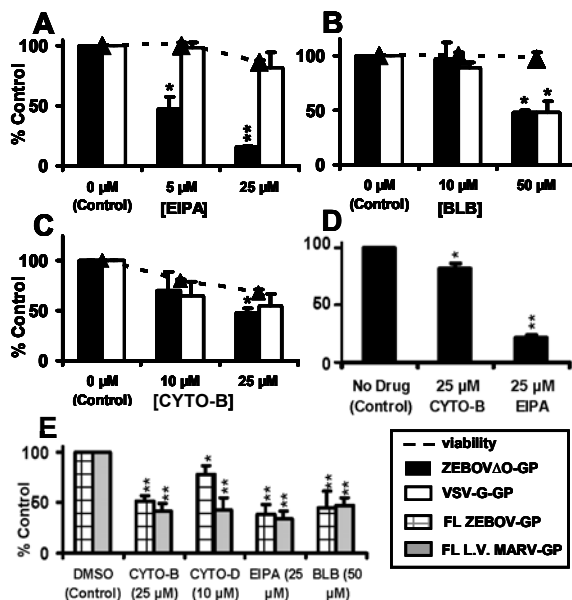 A
% Control
100
50
0
*
**
0 µM
(Control)
5 µM
25 µM
[EIPA]
B
% Control
100
50
0
*
*
0 µM
(Control)
10 µM
50 µM
[BLB]
C
% Control
100
50
0
*
0 µM
(Control)
10 µM
25 µM
[CYTO-B]
D
100
50
0
*
**
No Drug
(Control)
25 µM
CYTO-B
25 µM
EIPA
E
% Control
100
50
0
**
**
*
**
**
**
**
**
DMSO
(Control)
CYTO-B
(25 µM)
CYTO-D
(10 µM)
EIPA (25
µM)
BLB (50
µM)
viability
ZEBOVΔO-GP
VSV-G-GP
FL ZEBOV-GP
FL L.V. MARV-GP